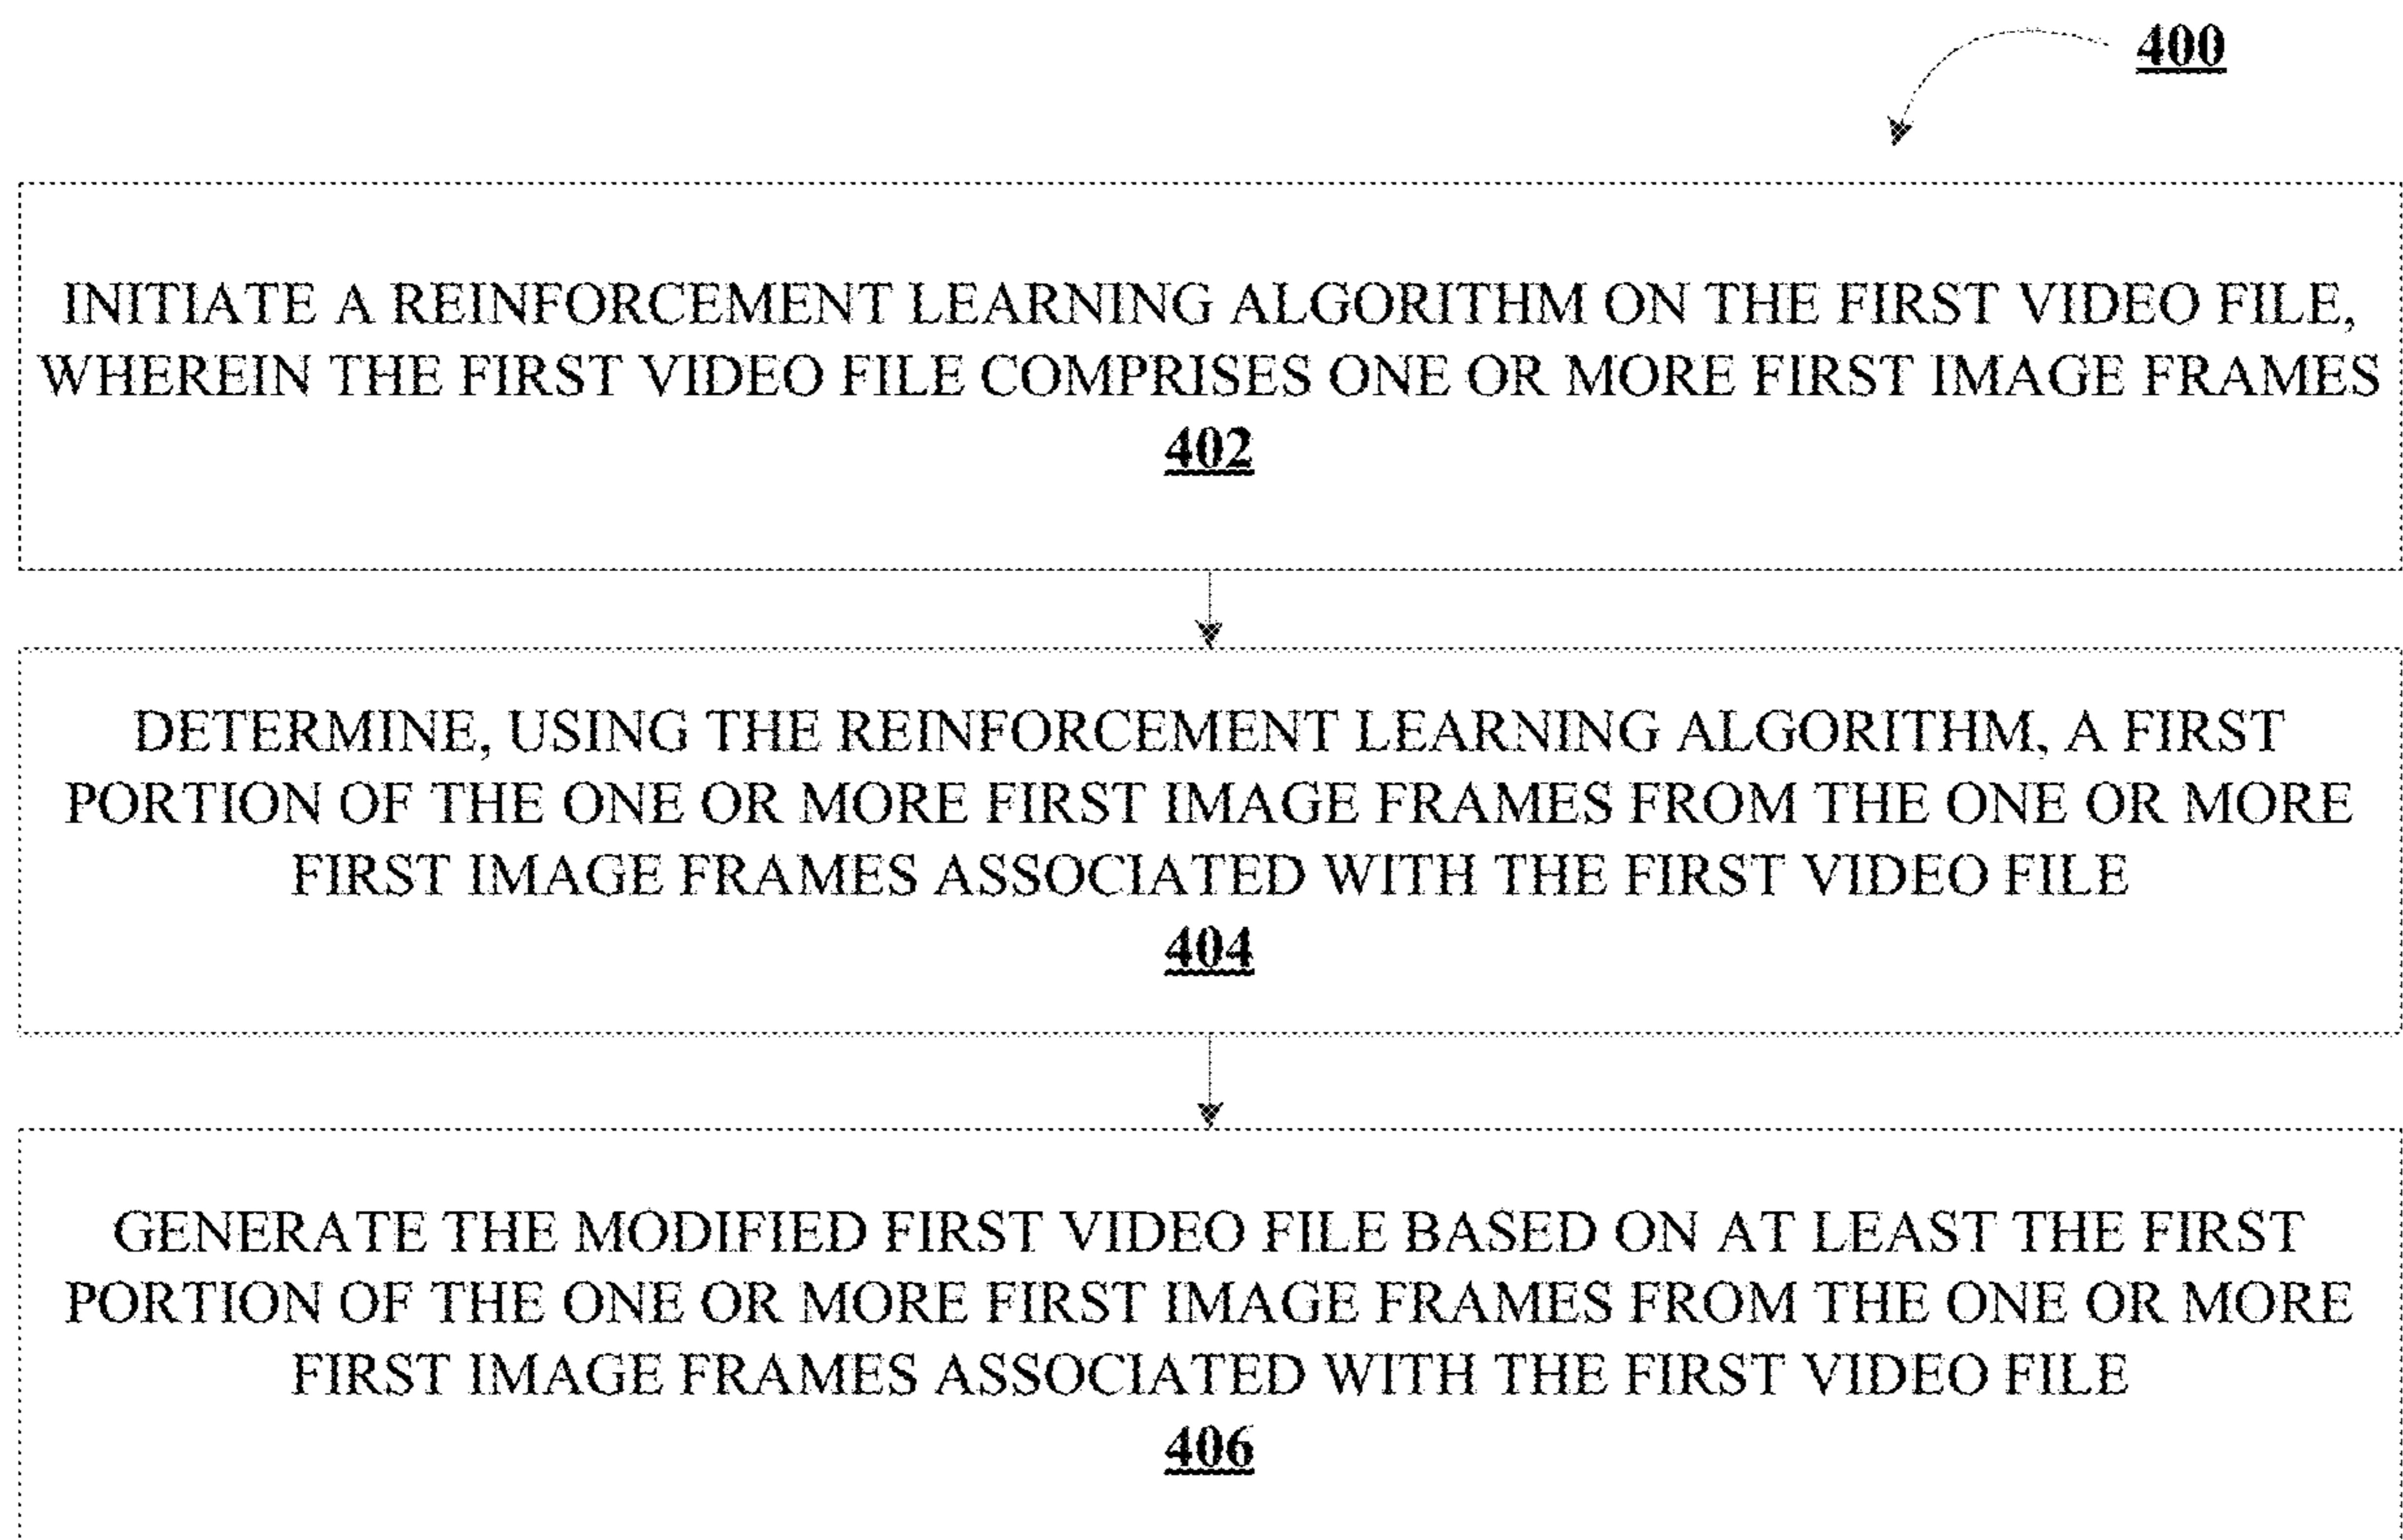 400
INITIATE A REINFORCEMENT LEARNING ALGORITHM ON THE FIRST VIDEO FILE,
WHEREIN THE FIRST VIDEO FILE COMPRISES ONE OR MORE FIRST IMAGE FRAMES
402
DETERMINE, USING THE REINFORCEMENT LEARNING ALGORITHM, A FIRST
PORTION OF THE ONE OR MORE FIRST IMAGE FRAMES FROM THE ONE OR MORE
FIRST IMAGE FRAMES ASSOCIATED WITH THE FIRST VIDEO FILE
404
GENERATE THE MODIFIED FIRST VIDEO FILE BASED ON AT LEAST THE FIRST
PORTION OF THE ONE OR MORE FIRST IMAGE FRAMES FROM THE ONE OR MORE
FIRST IMAGE FRAMES ASSOCIATED WITH THE FIRST VIDEO FILE
406